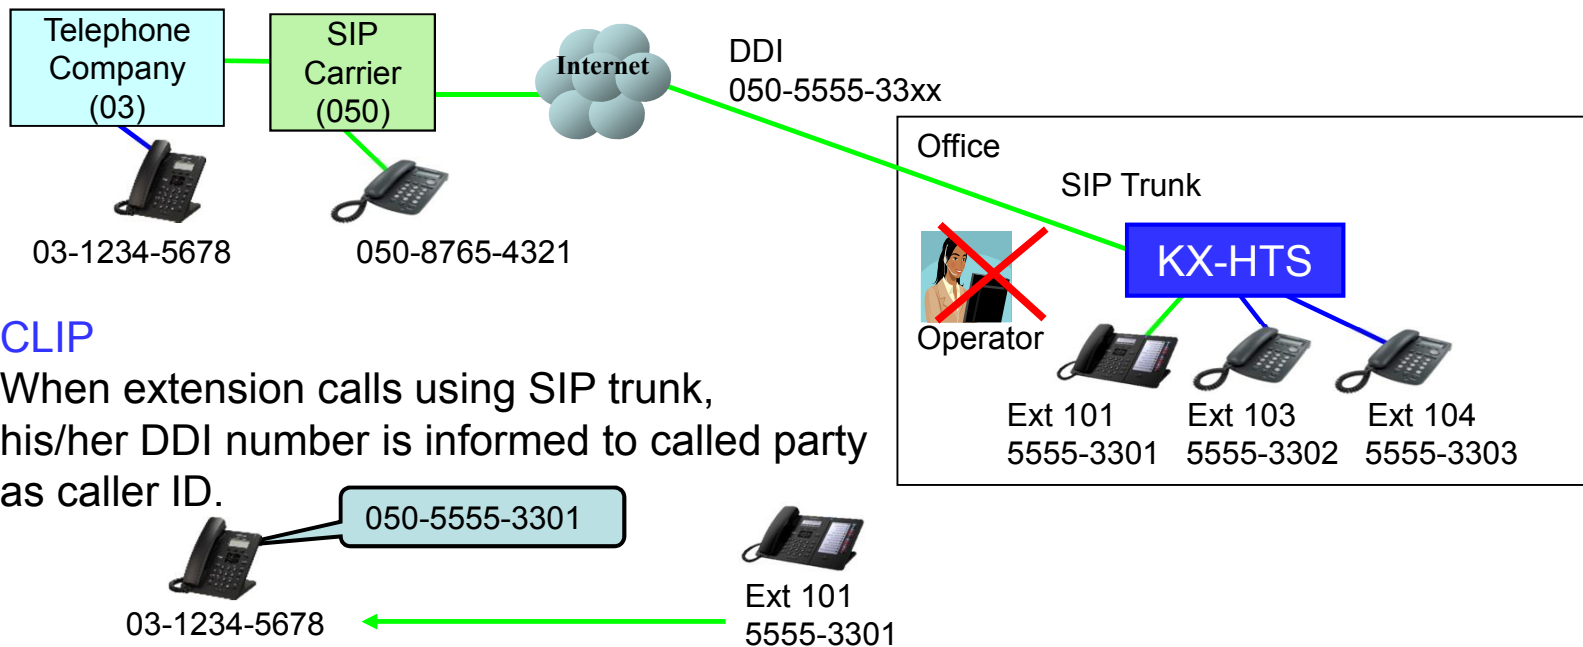 Telephone
Company
(03)
SIP
Carrier
(050)
Internet
DDI
050-5555-33xx
Office
SIP Trunk
KX-HTS
Operator
03-1234-5678
050-8765-4321
Ext 101
5555-3301
Ext 103
5555-3302
Ext 104
5555-3303
CLIP
When extension calls using SIP trunk,
his/her DDI number is informed to called party
as caller ID.
050-5555-3301
03-1234-5678
Ext 101
5555-3301